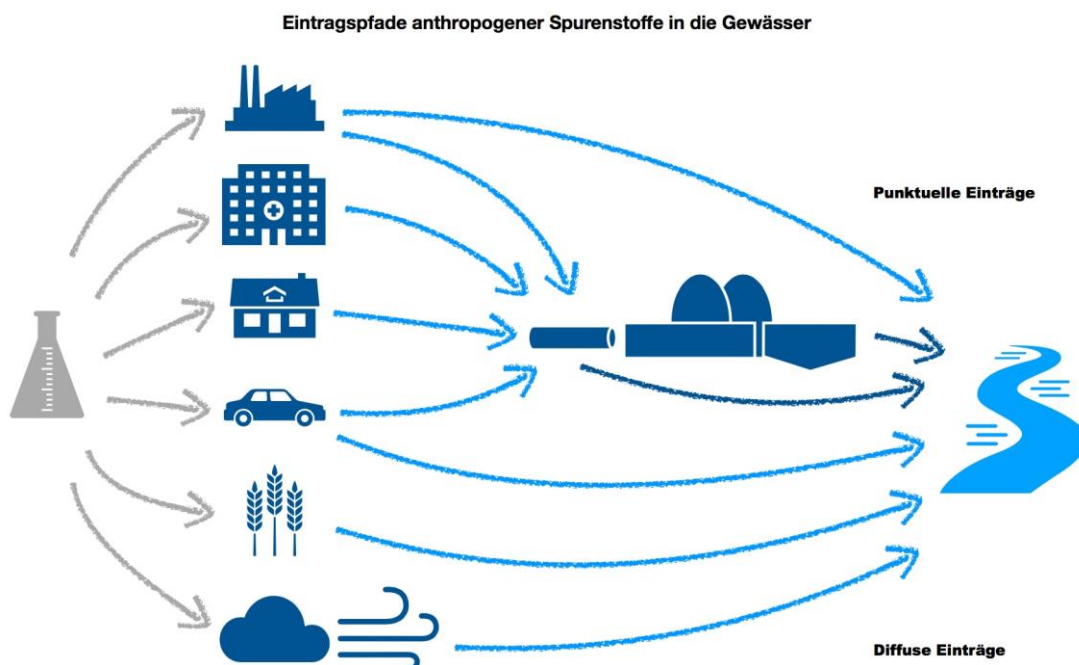 Eintragspfade anthropogener Spurenstoffe in die Gewässer
Punktuelle Einträge
Diffuse Einträge